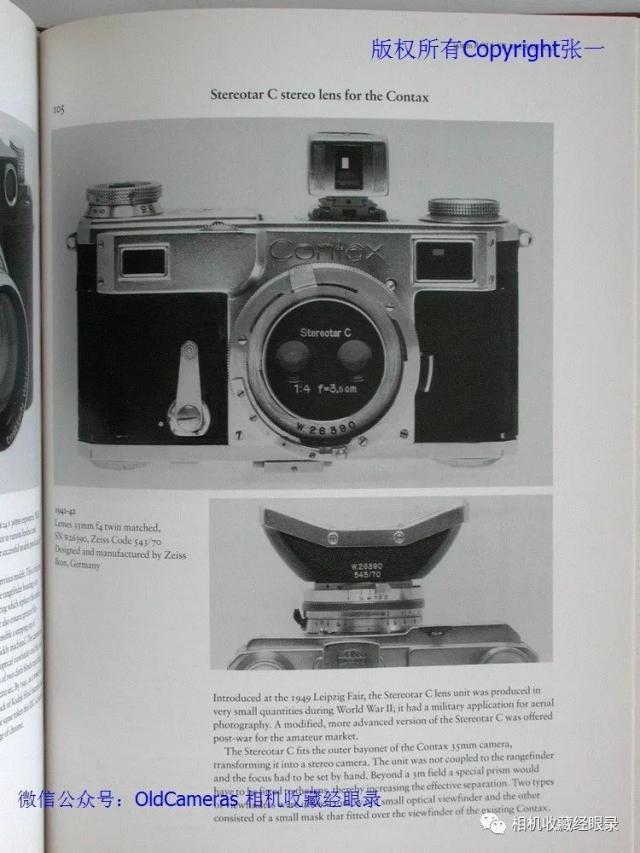 版权所有Copyright张一
Stereotar C stereo lens for the Contax
105
Contax
Stereotar C
1:4 f=3,5cm
W 26390
1941-42
Lenses 35mm f4 twin matched,
SN W26390, Zeiss Code 543/70
Designed and manufactured by Zeiss
Ikon, Germany
W.26390
543/70
Introduced at the 1949 Leipzig Fair, the Stereotar C lens unit was produced in
very small quantities during World War II; it had a military application for aerial
photography. A modified, more advanced version of the Stereotar C was offered
post-war for the amateur market.
The Stereotar C fits the outer bayonet of the Contax 35mm camera,
transforming it into a stereo camera. The unit was not coupled to the rangefinder
and the focus had to be set by hand. Beyond a 3m field a special prism would
have to be fitted to the lens, thereby increasing the effective separation. Two types
small optical viewfinder and the other
consisted of a small mask that fitted over the viewfinder of the existing Contax.
微信公众号：OldCameras 相机收藏经眼录
相机收藏经眼录